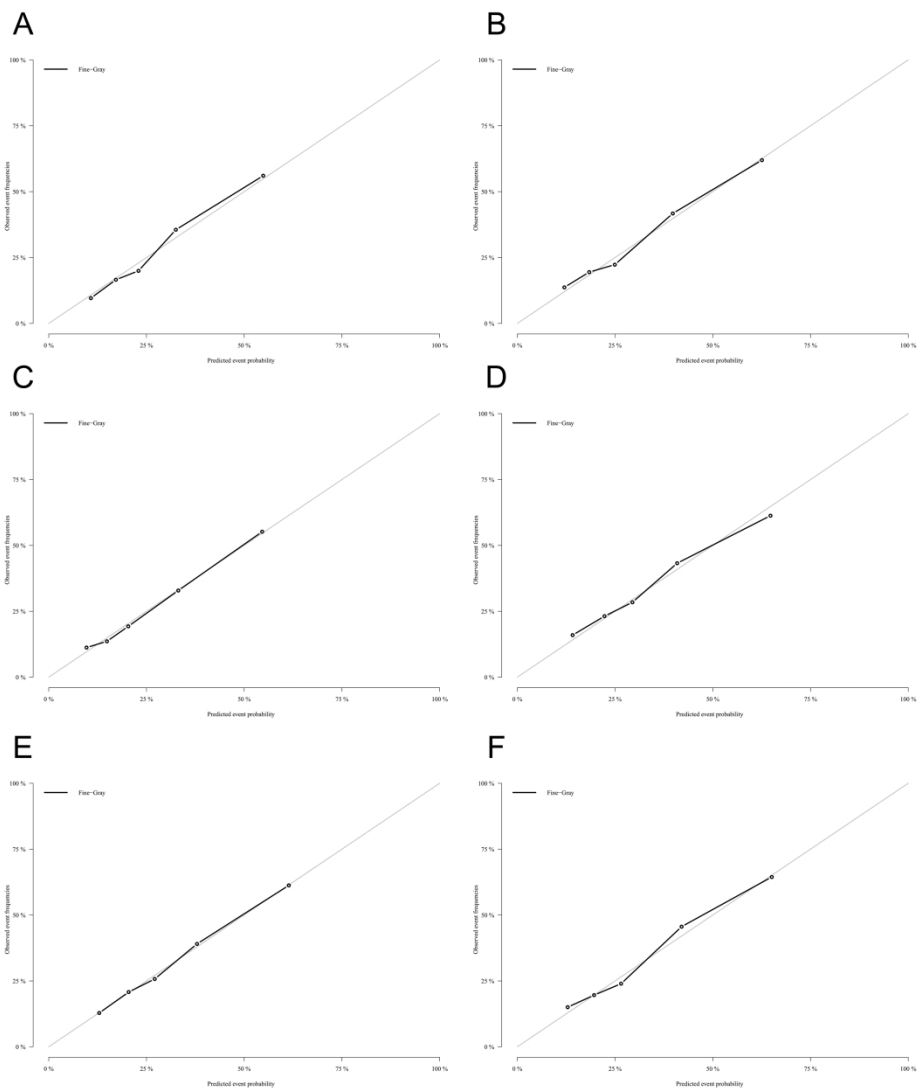 A
B
Fine−Gray
100 %
75 %
50 %
25 %
0 %
Observed event frequencies
0 %
25 %
50 %
75 %
100 %
Predicted event probability
Fine−Gray
100 %
75 %
50 %
25 %
0 %
Observed event frequencies
0 %
25 %
50 %
75 %
100 %
Predicted event probability
C
D
Fine−Gray
100 %
75 %
50 %
25 %
0 %
Observed event frequencies
0 %
25 %
50 %
75 %
100 %
Predicted event probability
Fine−Gray
100 %
75 %
50 %
25 %
0 %
Observed event frequencies
0 %
25 %
50 %
75 %
100 %
Predicted event probability
E
F
Fine−Gray
100 %
75 %
50 %
25 %
0 %
Observed event frequencies
0 %
25 %
50 %
75 %
100 %
Predicted event probability
Fine−Gray
100 %
75 %
50 %
25 %
0 %
Observed event frequencies
0 %
25 %
50 %
75 %
100 %
Predicted event probability